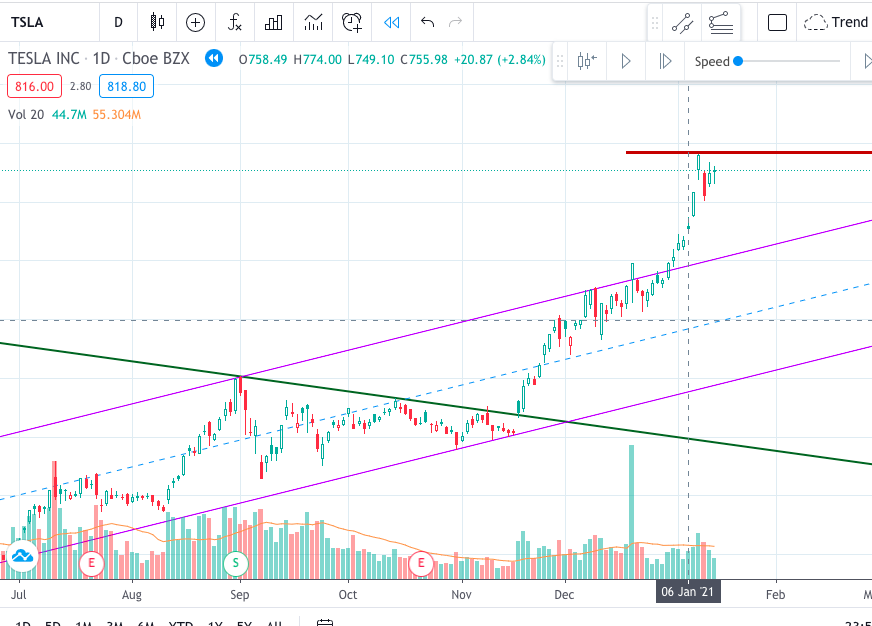 TSLA D Trend
TESLA INC · 1D · Cboe BZX O758.49 H774.00 L749.10 C755.98 +20.87 (+2.84%)
Speed
816.00 2.80 818.80
Vol 20 44.7M 55.304M
E S E
Jul Aug Sep Oct Nov Dec 06 Jan '21 Feb
1D 5D 1M 3M 6M YTD 1Y 5Y All